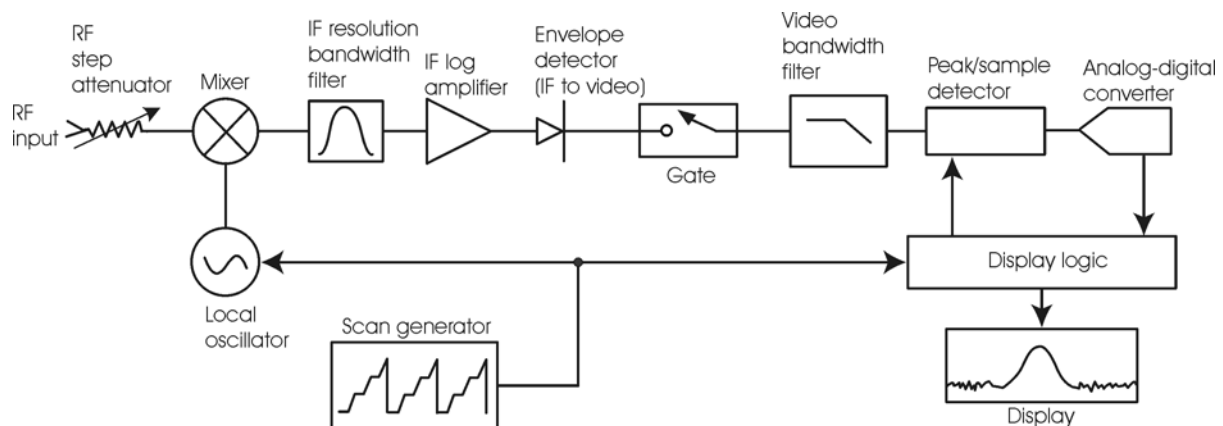 RF
step
attenuator
RF
input
Mixer
IF resolution
bandwidth
filter
IF log
amplifier
Envelope
detector
(IF to video)
Gate
Video
bandwidth
filter
Peak/sample
detector
Analog-digital
converter
Local
oscillator
Scan generator
Display logic
Display